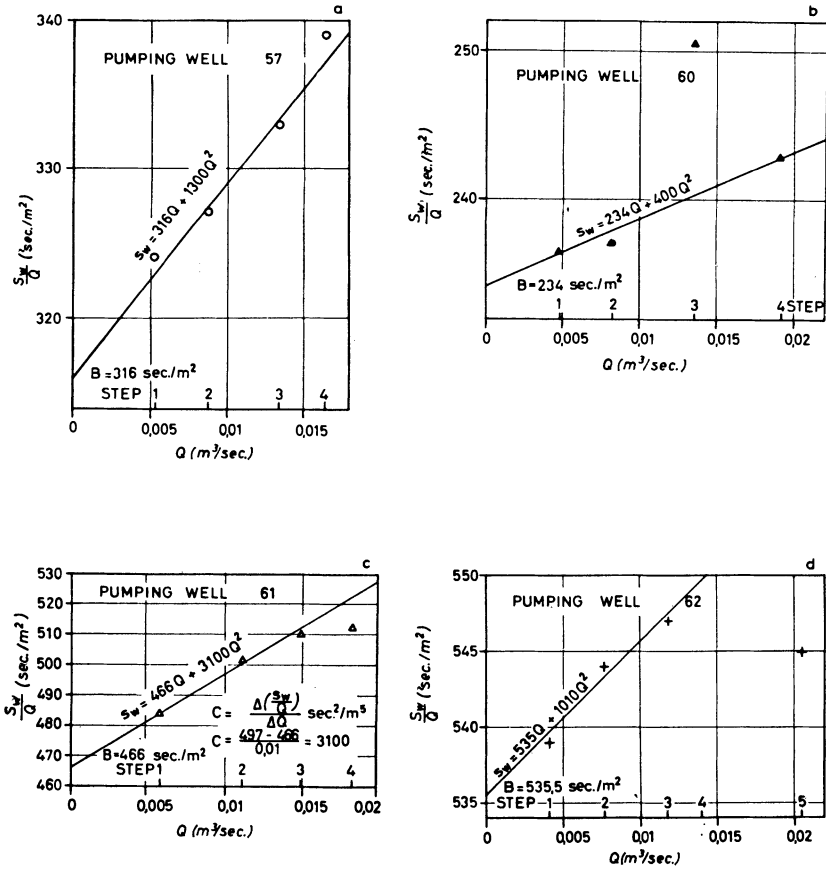 a
340
PUMPING WELL 57
330
sw = 316Q + 1300Q²
Sw/Q (sec./m²)
320
B = 316 sec./m²
STEP 1 2 3 4
0 0,005 0,01 0,015
Q (m³/sec.)
b
250
PUMPING WELL 60
Sw/Q (sec./m²)
240
sw = 234Q + 400Q²
B = 234 sec./m²
1 2 3 4 STEP
0 0,005 0,01 0,015 0,02
Q (m³/sec.)
c
530
PUMPING WELL 61
520
510
500
490
480
470
460
Sw/Q (sec./m²)
sw = 466Q + 3100Q²
C = Δ(sw/Q)/ΔQ sec²/m⁵
C = 497 - 466/0,01 = 3100
B = 466 sec./m²
STEP 1 2 3 4
0 0,005 0,01 0,015 0,02
Q (m³/sec.)
d
550
PUMPING WELL 62
545
540
535
Sw/Q (sec./m²)
sw = 535Q + 1010Q²
B = 535,5 sec./m²
STEP 1 2 3 4 5
0 0,005 0,01 0,015 0,02
Q (m³/sec.)